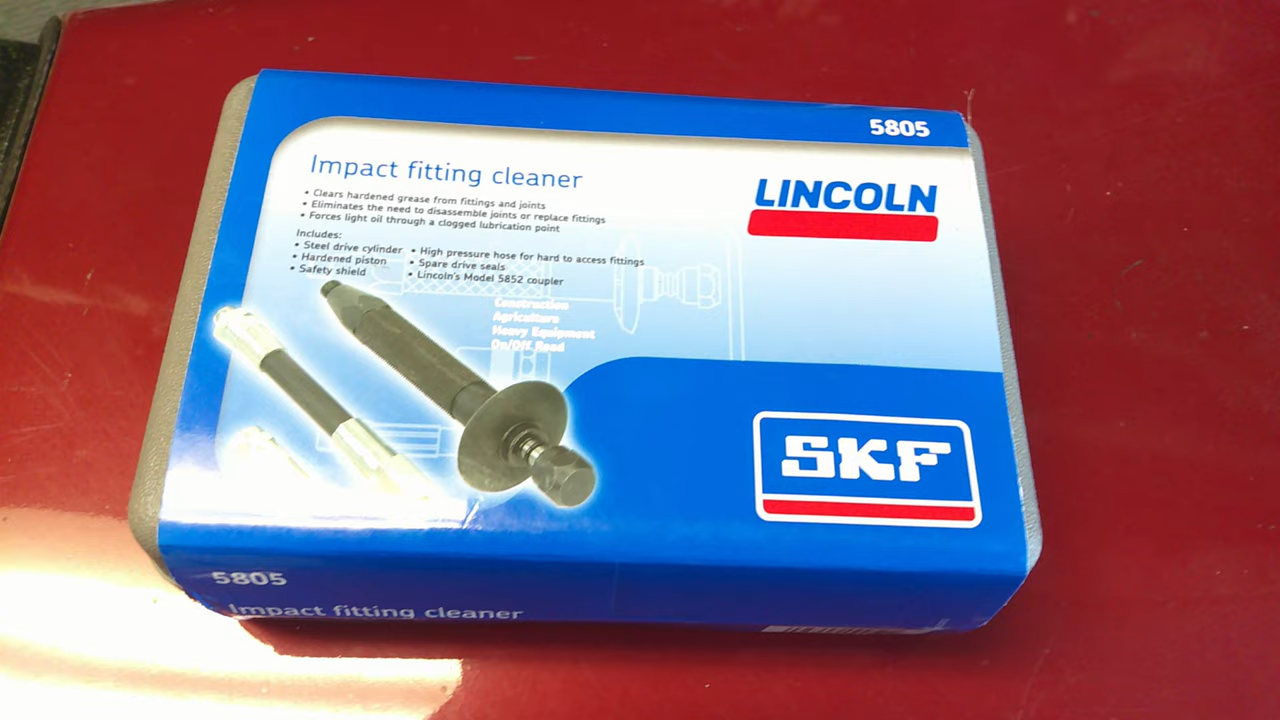 5805
Impact fitting cleaner
LINCOLN
• Clears hardened grease from fittings and joints
• Eliminates the need to disassemble joints or replace fittings
• Forces light oil through a clogged lubrication point
Includes:
• Steel drive cylinder
• Hardened piston
• Safety shield
• High pressure hose for hard to access fittings
• Spare drive seals
• Lincoln's Model 5852 coupler
Construction
Agriculture
Heavy Equipment
On/Off Road
SKF
5805
Impact fitting cleaner